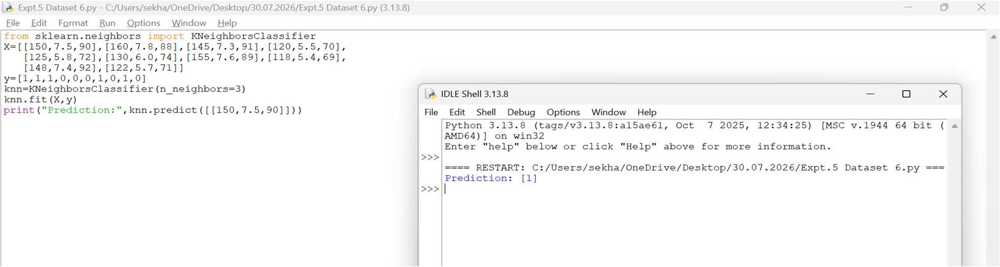 Expt.5 Dataset 6.py - C:/Users/sekha/OneDrive/Desktop/30.07.2026/Expt.5 Dataset 6.py (3.13.8)
File Edit Format Run Options Window Help
from sklearn.neighbors import KNeighborsClassifier
X=[[150,7.5,90],[160,7.8,88],[145,7.3,91],[120,5.5,70],
[125,5.8,72],[130,6.0,74],[155,7.6,89],[118,5.4,69],
[148,7.4,92],[122,5.7,71]]
y=[1,1,1,0,0,0,1,0,1,0]
knn=KNeighborsClassifier(n_neighbors=3)
knn.fit(X,y)
print("Prediction:",knn.predict([[150,7.5,90]]))
IDLE Shell 3.13.8
File Edit Shell Debug Options Window Help
Python 3.13.8 (tags/v3.13.8:a15ae61, Oct  7 2025, 12:34:25) [MSC v.1944 64 bit (
AMD64)] on win32
Enter "help" below or click "Help" above for more information.
>>>
==== RESTART: C:/Users/sekha/OneDrive/Desktop/30.07.2026/Expt.5 Dataset 6.py ===
Prediction: [1]
>>>